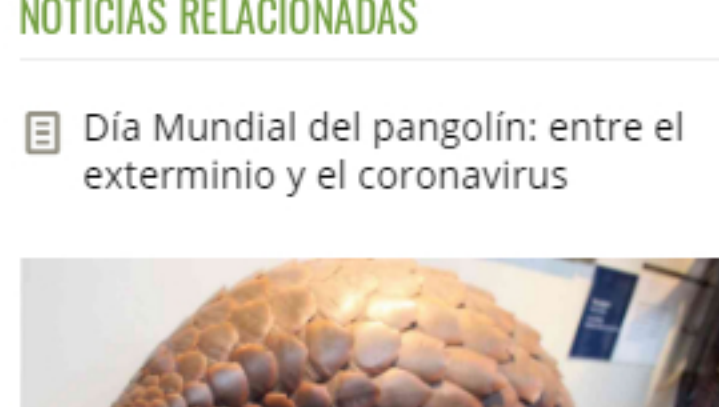 NOTICIAS RELACIONADAS
Día Mundial del pangolín: entre el
exterminio y el coronavirus